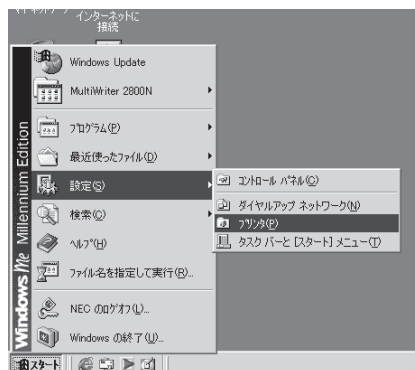 インターネットに
接続
Windows Update
MultiWriter 2800N
プログラム(P)
最近使ったファイル(D)
設定(S)
検索(C)
ヘルプ(H)
ファイル名を指定して実行(R)...
NEC のログオフ(L)...
Windows の終了(U)...
Windows Me Millennium Edition
コントロール パネル(C)
ダイヤルアップ ネットワーク(N)
プリンタ(P)
タスク バーと [スタート] メニュー(T)
スタート